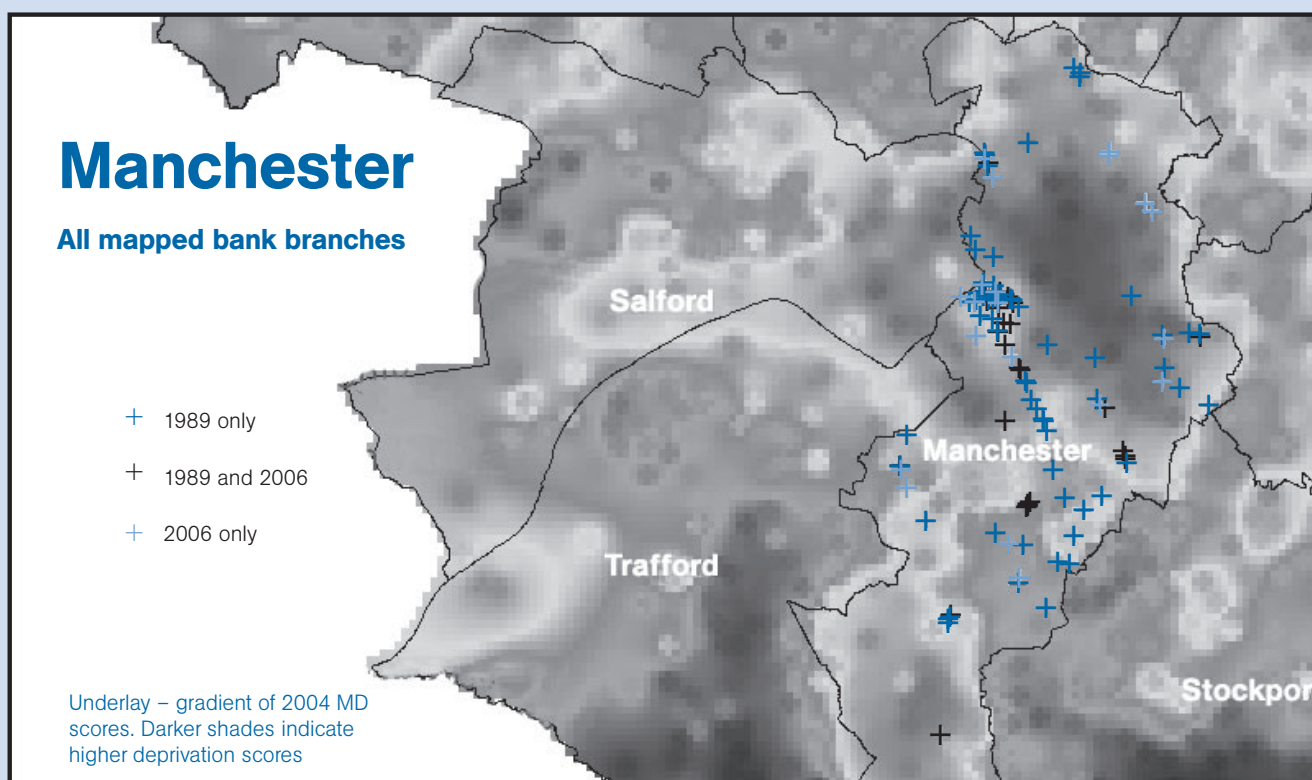 Manchester
All mapped bank branches
Salford
1989 only
1989 and 2006
Manchester
2006 only
Trafford
Underlay – gradient of 2004 MD
scores. Darker shades indicate
higher deprivation scores
Stockpor